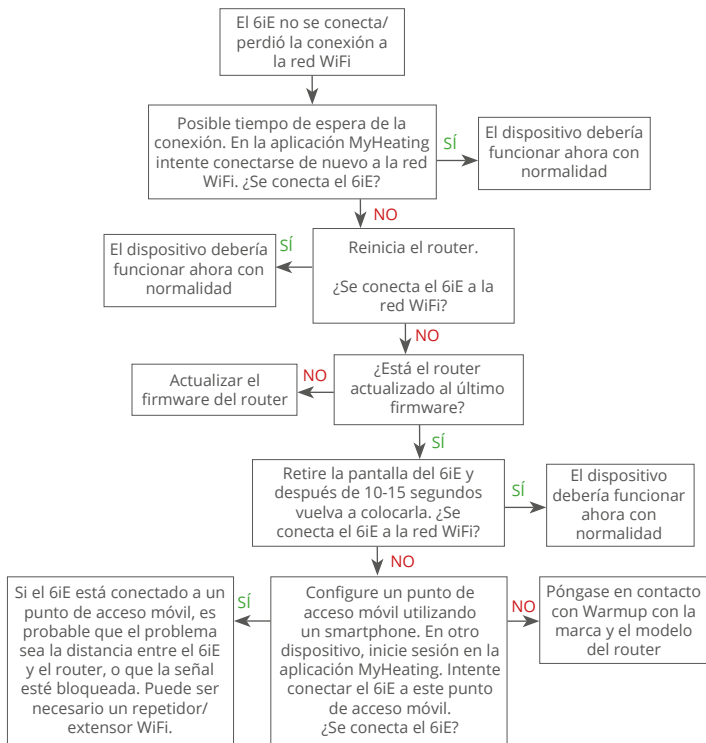 El 6iE no se conecta/
perdió la conexión a
la red WiFi
Posible tiempo de espera de la
conexión. En la aplicación MyHeating
intente conectarse de nuevo a la red
WiFi. ¿Se conecta el 6iE?
SÍ
El dispositivo debería
funcionar ahora con
normalidad
NO
Reinicia el router.
¿Se conecta el 6iE a la
red WiFi?
SÍ
El dispositivo debería
funcionar ahora con
normalidad
NO
¿Está el router
actualizado al último
firmware?
NO
Actualizar el
firmware del router
SÍ
Retire la pantalla del 6iE y
después de 10-15 segundos
vuelva a colocarla. ¿Se
conecta el 6iE a la red WiFi?
SÍ
El dispositivo
debería funcionar
ahora con
normalidad
NO
Configure un punto de
acceso móvil utilizando
un smartphone. En otro
dispositivo, inicie sesión en la
aplicación MyHeating. Intente
conectar el 6iE a este punto
de acceso móvil.
¿Se conecta el 6iE?
SÍ
Si el 6iE está conectado a un
punto de acceso móvil, es
probable que el problema
sea la distancia entre el 6iE
y el router, o que la señal
esté bloqueada. Puede ser
necesario un repetidor/
extensor WiFi.
NO
Póngase en contacto
con Warmup con la
marca y el modelo
del router